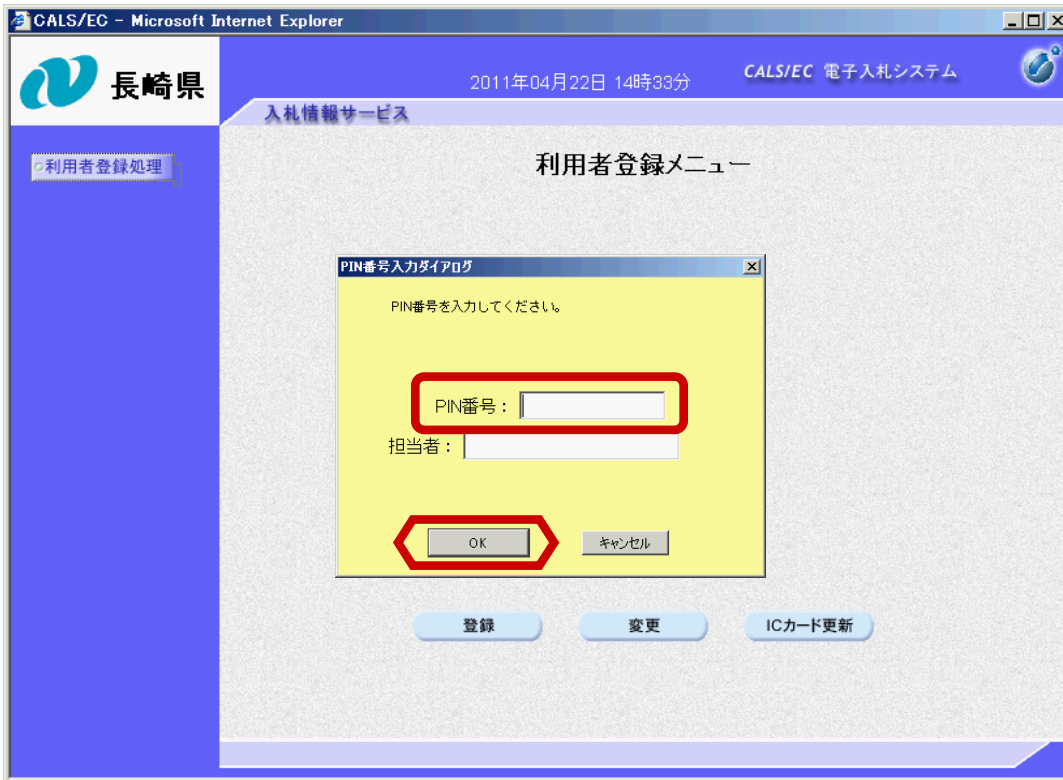 CALS/EC - Microsoft Internet Explorer
長崎県
2011年04月22日 14時33分
CALS/EC 電子入札システム
入札情報サービス
利用者登録処理
利用者登録メニュー
PIN番号入力ダイアログ
PIN番号を入力してください。
PIN番号：
担当者：
OK
キャンセル
登録
変更
ICカード更新